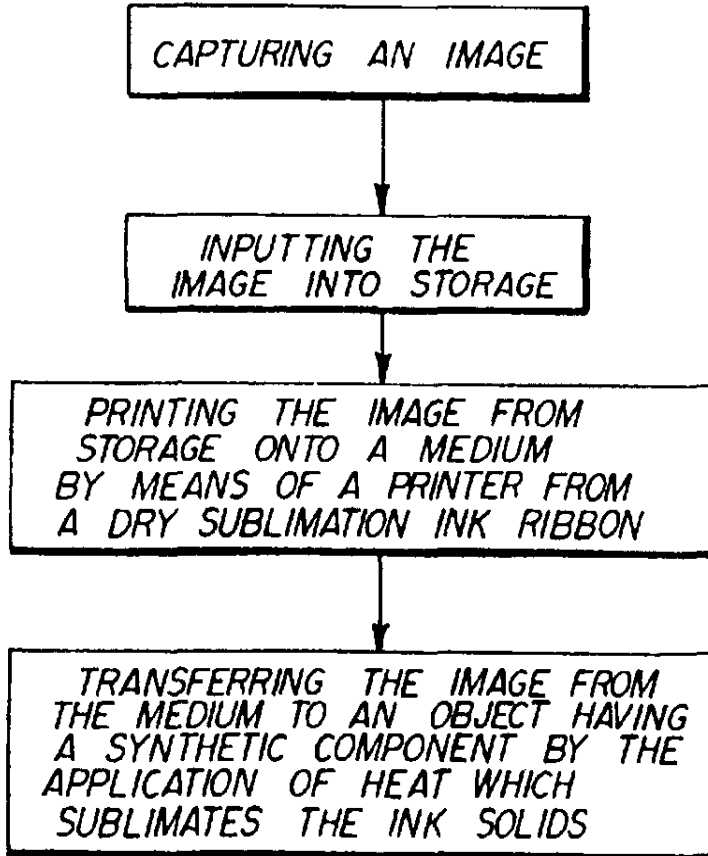 CAPTURING AN IMAGE
INPUTTING THE
IMAGE INTO STORAGE
PRINTING THE IMAGE FROM
STORAGE ONTO A MEDIUM
BY MEANS OF A PRINTER FROM
A DRY SUBLIMATION INK RIBBON
TRANSFERRING THE IMAGE FROM
THE MEDIUM TO AN OBJECT HAVING
A SYNTHETIC COMPONENT BY THE
APPLICATION OF HEAT WHICH
SUBLIMATES THE INK SOLIDS